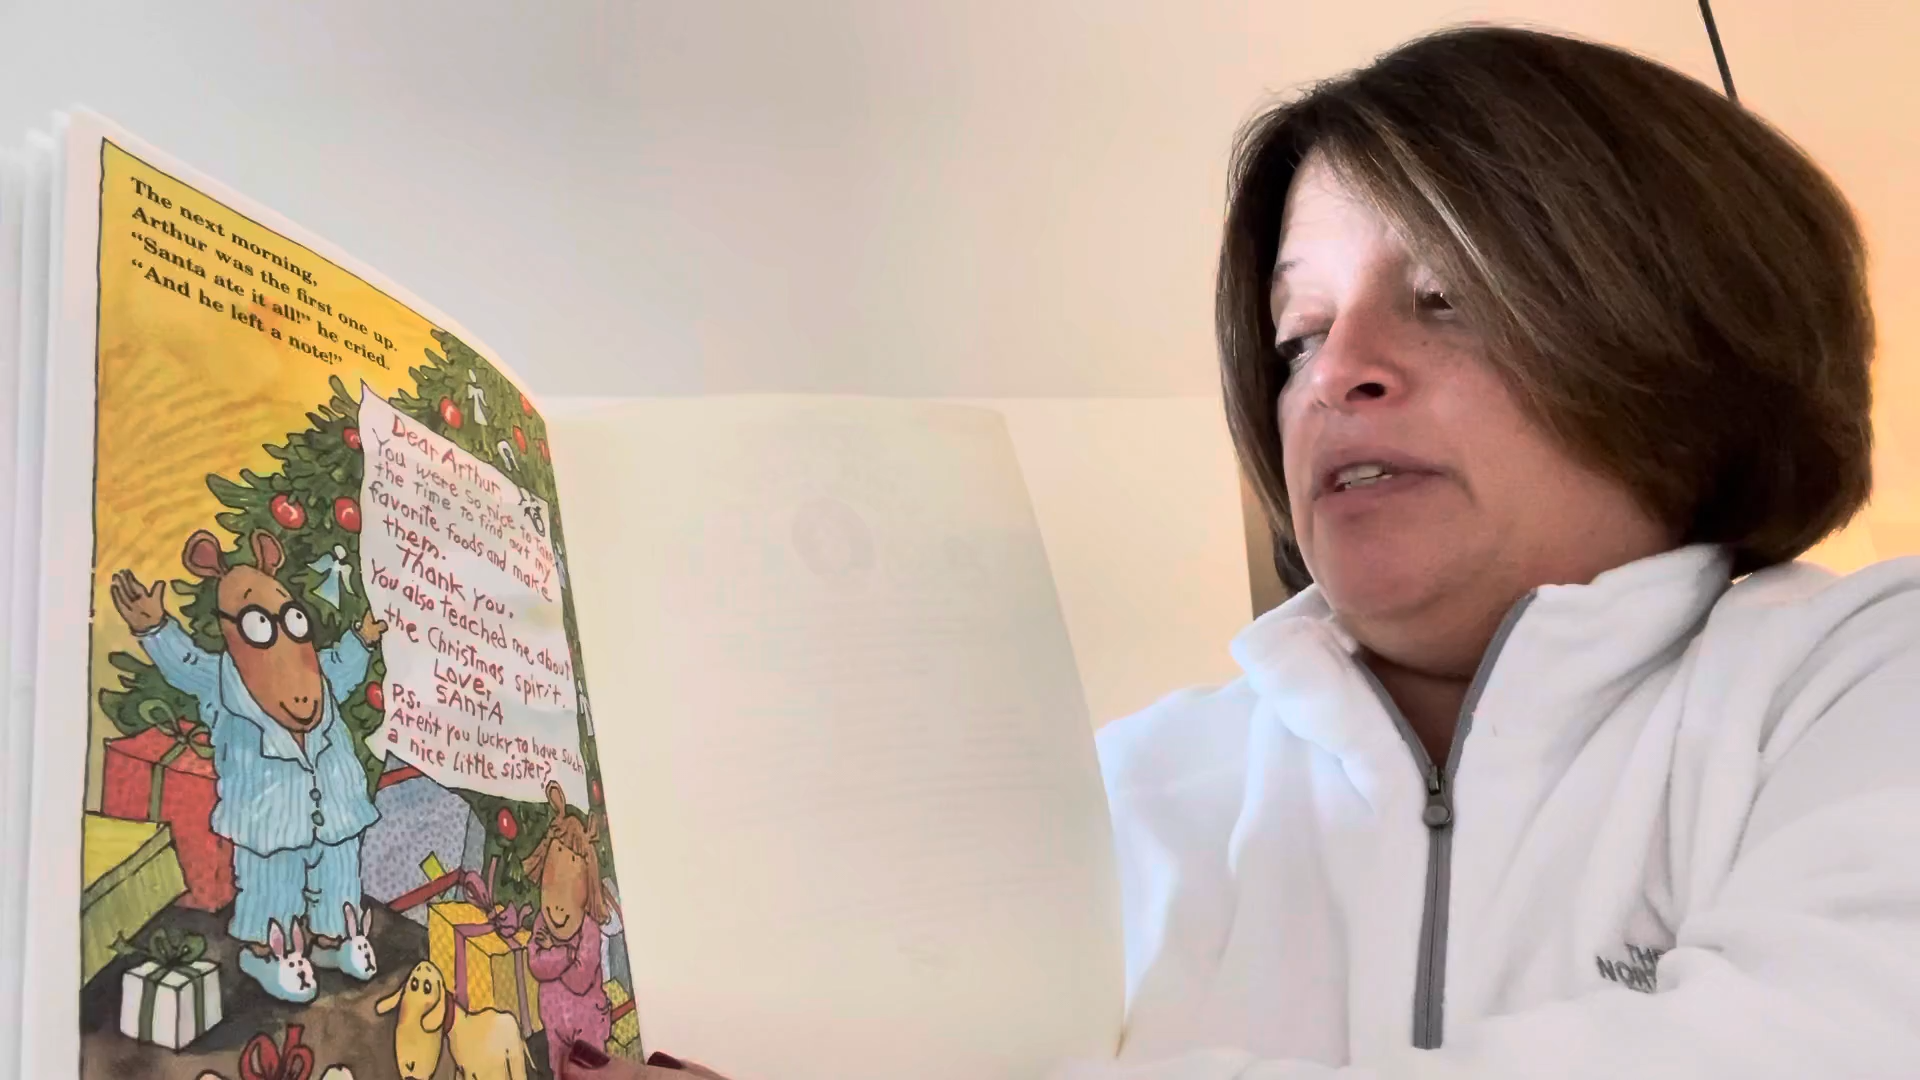 The next morning,
Arthur was the first one up.
“Santa ate it all!” he cried.
“And he left a note!”
Dear Arthur,
You were so nice to take
the time to find out my
favorite foods and make
them.
Thank you.
You also teached me about
the Christmas spirit.
Love,
SANTA
P.S.
Aren't you lucky to have such
a nice little sister?
THE
NORTH